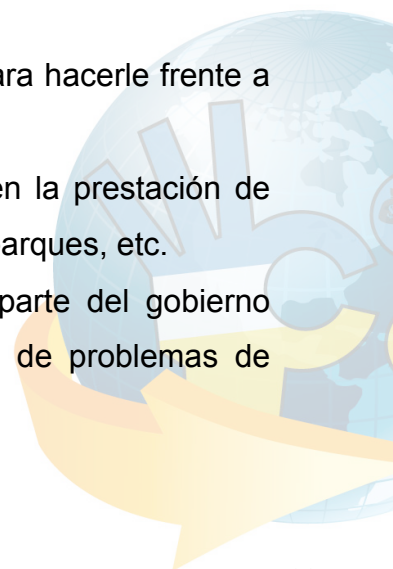 ara hacerle frente a
en la prestación de
parques, etc.
parte del gobierno
de problemas de